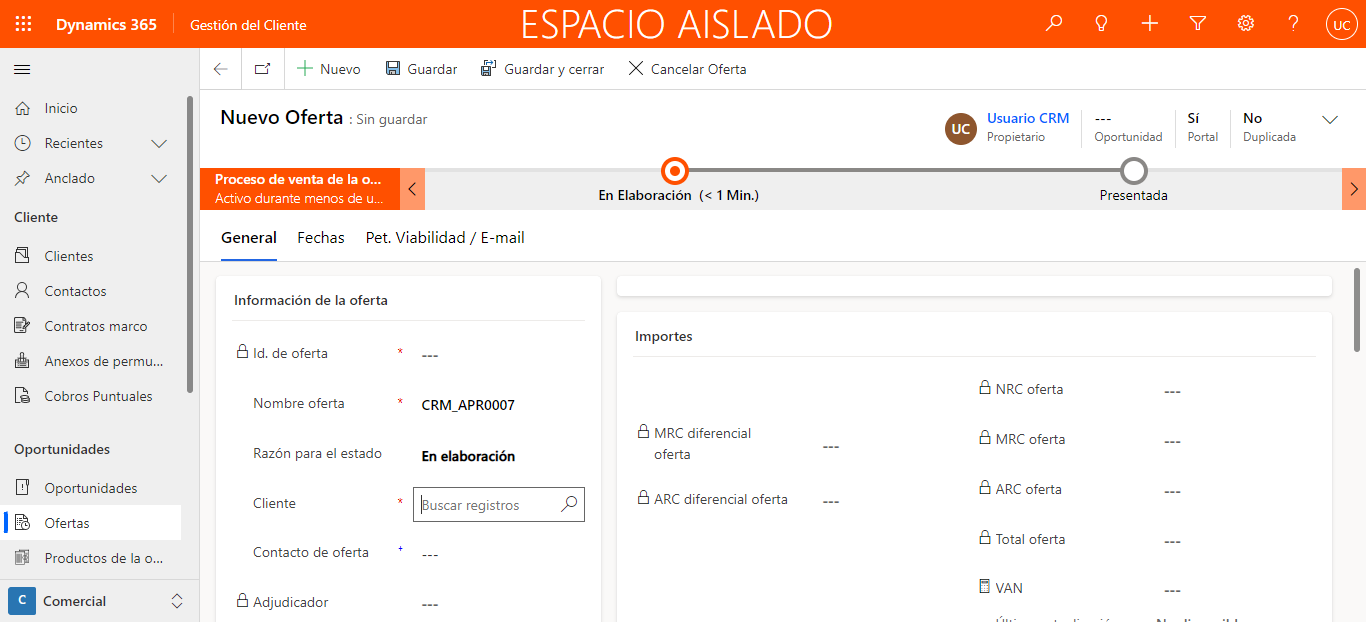 Dynamics 365
Gestión del Cliente
ESPACIO AISLADO
UC
Nuevo
Guardar
Guardar y cerrar
Cancelar Oferta
Inicio
Recientes
Anclado
Cliente
Clientes
Contactos
Contratos marco
Anexos de permu...
Cobros Puntuales
Oportunidades
Oportunidades
Ofertas
Productos de la o...
C
Comercial
Nuevo Oferta : Sin guardar
UC
Usuario CRM
Propietario
---
Oportunidad
Sí
Portal
No
Duplicada
Proceso de venta de la o...
Activo durante menos de u...
En Elaboración (< 1 Min.)
Presentada
General
Fechas
Pet. Viabilidad / E-mail
Información de la oferta
Id. de oferta * ---
Nombre oferta * CRM_APR0007
Razón para el estado En elaboración
Cliente * Buscar registros
Contacto de oferta + ---
Adjudicador ---
Importes
MRC diferencial
oferta ---
ARC diferencial oferta ---
NRC oferta ---
MRC oferta ---
ARC oferta ---
Total oferta ---
VAN ---